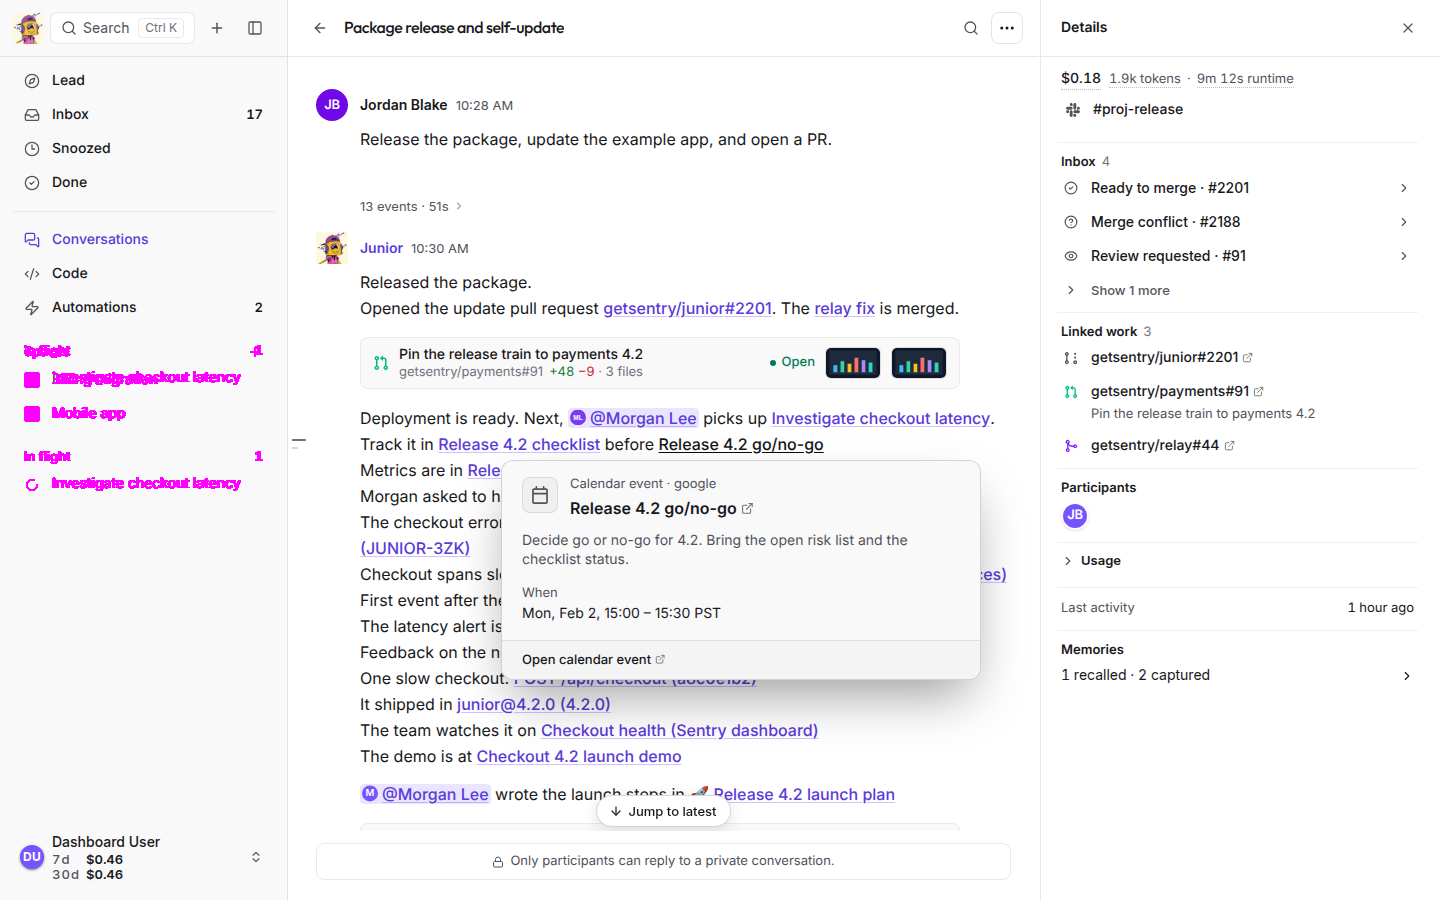 Search Ctrl K
Lead
Inbox 17
Snoozed
Done
Conversations
Code
Automations 2
Mobile app
In flight 1
Investigate checkout latency
Dashboard User
7d $0.46
30d $0.46
Package release and self-update
JB Jordan Blake 10:28 AM
Release the package, update the example app, and open a PR.
13 events · 51s
Junior 10:30 AM
Released the package.
Opened the update pull request getsentry/junior#2201. The relay fix is merged.
Pin the release train to payments 4.2
getsentry/payments#91 +48 −9 · 3 files
Open
Deployment is ready. Next, ML @Morgan Lee picks up Investigate checkout latency.
Track it in Release 4.2 checklist before Release 4.2 go/no-go
Metrics are in Rele
Morgan asked to h
The checkout error
(JUNIOR-3ZK)
Checkout spans slo ces)
First event after the
The latency alert is
Feedback on the n
One slow checkout: POST /api/checkout
It shipped in junior@4.2.0 (4.2.0)
The team watches it on Checkout health (Sentry dashboard)
The demo is at Checkout 4.2 launch demo
M @Morgan Lee wrote the launch steps in 🚀 Release 4.2 launch plan
Calendar event · google
Release 4.2 go/no-go
Decide go or no-go for 4.2. Bring the open risk list and the
checklist status.
When
Mon, Feb 2, 15:00 – 15:30 PST
Open calendar event
Jump to latest
Only participants can reply to a private conversation.
DU
Details
$0.18 1.9k tokens · 9m 12s runtime
#proj-release
Inbox 4
Ready to merge · #2201
Merge conflict · #2188
Review requested · #91
Show 1 more
Linked work 3
getsentry/junior#2201
getsentry/payments#91
Pin the release train to payments 4.2
getsentry/relay#44
Participants
JB
Usage
Last activity 1 hour ago
Memories
1 recalled · 2 captured